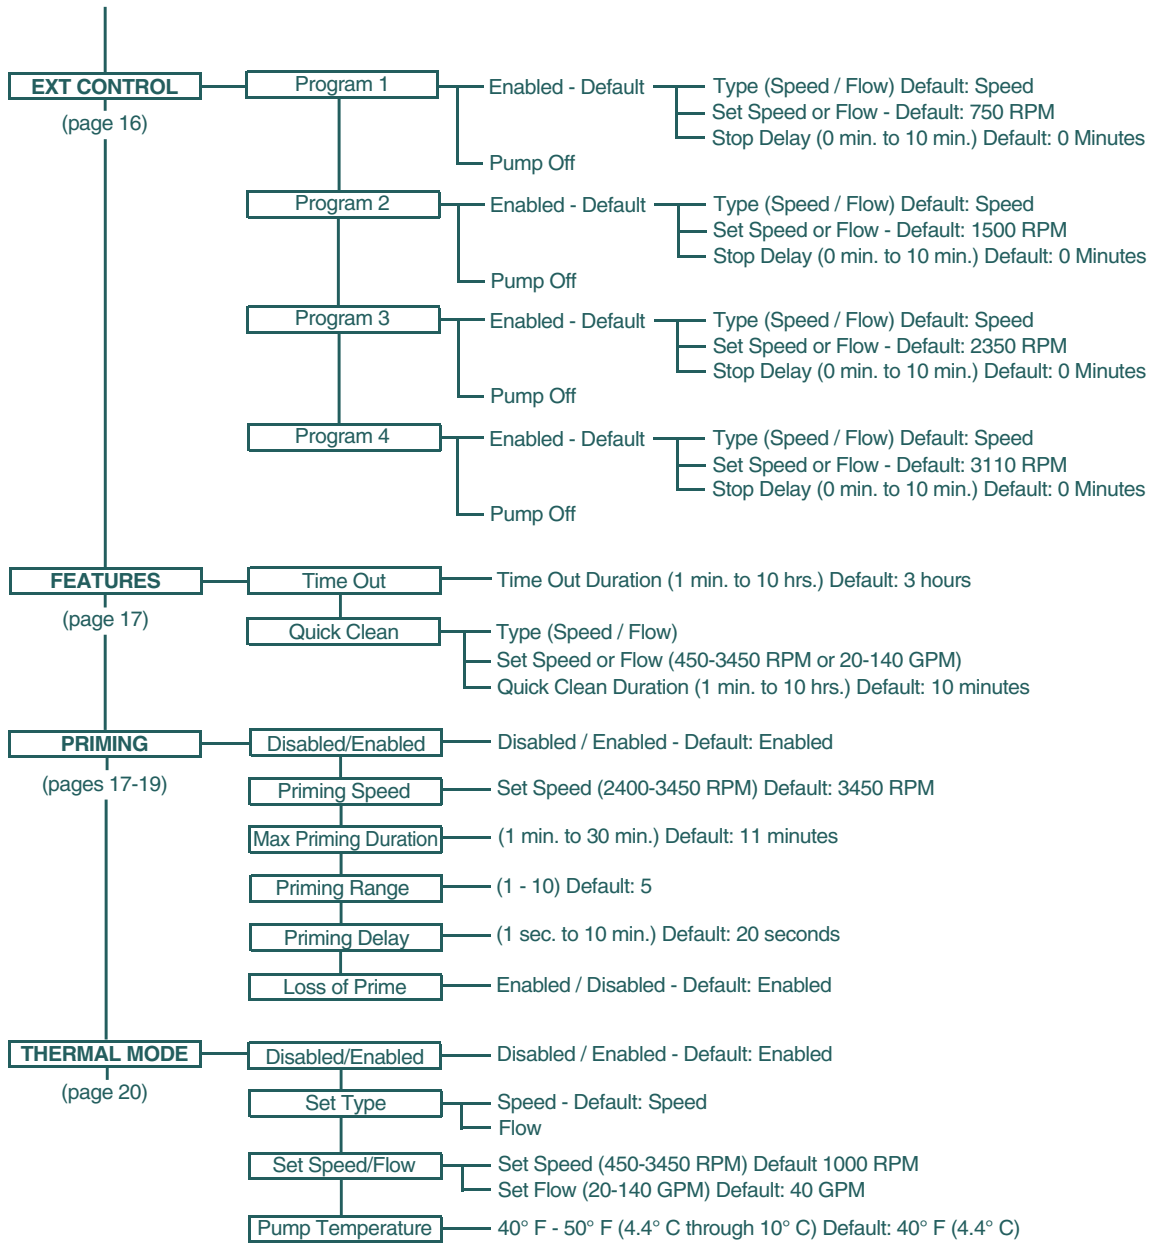 EXT CONTROL
(page 16)
Program 1
Enabled - Default
Type (Speed / Flow) Default: Speed
Set Speed or Flow - Default: 750 RPM
Stop Delay (0 min. to 10 min.) Default: 0 Minutes
Pump Off
Program 2
Enabled - Default
Type (Speed / Flow) Default: Speed
Set Speed or Flow - Default: 1500 RPM
Stop Delay (0 min. to 10 min.) Default: 0 Minutes
Pump Off
Program 3
Enabled - Default
Type (Speed / Flow) Default: Speed
Set Speed or Flow - Default: 2350 RPM
Stop Delay (0 min. to 10 min.) Default: 0 Minutes
Pump Off
Program 4
Enabled - Default
Type (Speed / Flow) Default: Speed
Set Speed or Flow - Default: 3110 RPM
Stop Delay (0 min. to 10 min.) Default: 0 Minutes
Pump Off
FEATURES
(page 17)
Time Out
Time Out Duration (1 min. to 10 hrs.) Default: 3 hours
Quick Clean
Type (Speed / Flow)
Set Speed or Flow (450-3450 RPM or 20-140 GPM)
Quick Clean Duration (1 min. to 10 hrs.) Default: 10 minutes
PRIMING
(pages 17-19)
Disabled/Enabled
Disabled / Enabled - Default: Enabled
Priming Speed
Set Speed (2400-3450 RPM) Default: 3450 RPM
Max Priming Duration
(1 min. to 30 min.) Default: 11 minutes
Priming Range
(1 - 10) Default: 5
Priming Delay
(1 sec. to 10 min.) Default: 20 seconds
Loss of Prime
Enabled / Disabled - Default: Enabled
THERMAL MODE
(page 20)
Disabled/Enabled
Disabled / Enabled - Default: Enabled
Set Type
Speed - Default: Speed
Flow
Set Speed/Flow
Set Speed (450-3450 RPM) Default 1000 RPM
Set Flow (20-140 GPM) Default: 40 GPM
Pump Temperature
40° F - 50° F (4.4° C through 10° C) Default: 40° F (4.4° C)